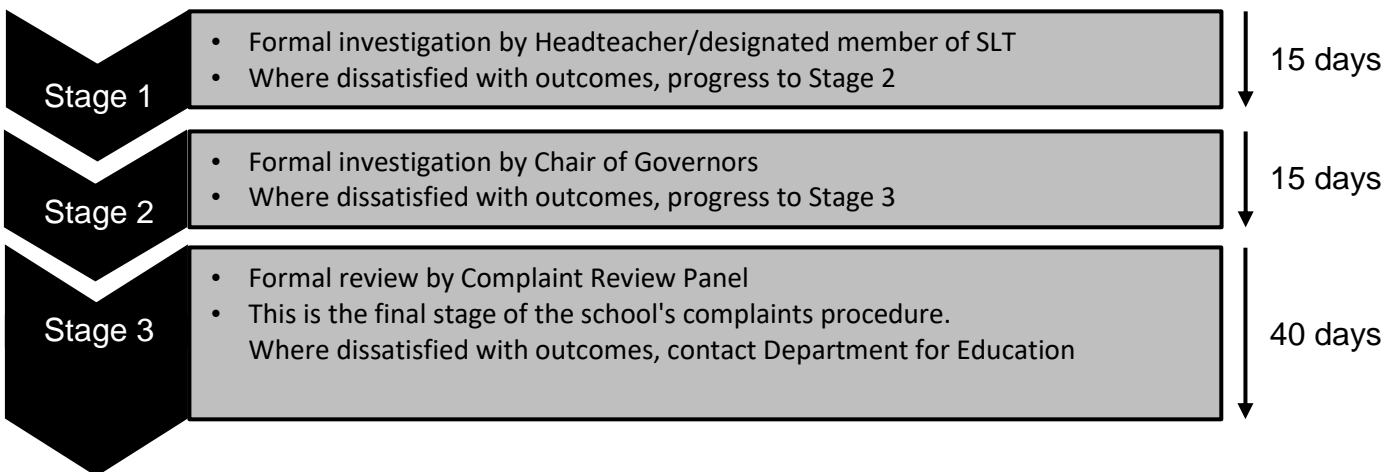 Stage 1
• Formal investigation by Headteacher/designated member of SLT
• Where dissatisfied with outcomes, progress to Stage 2
15 days
Stage 2
• Formal investigation by Chair of Governors
• Where dissatisfied with outcomes, progress to Stage 3
15 days
Stage 3
• Formal review by Complaint Review Panel
• This is the final stage of the school's complaints procedure.
Where dissatisfied with outcomes, contact Department for Education
40 days